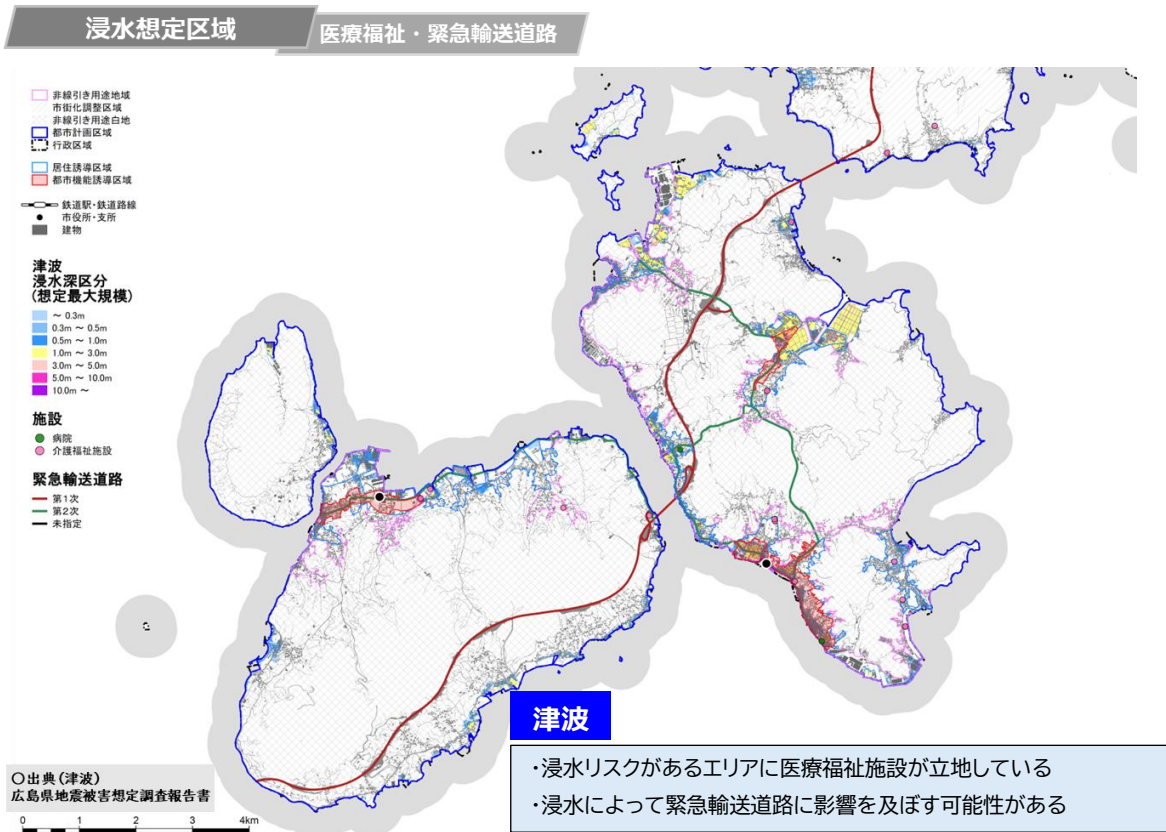 浸水想定区域
医療福祉・緊急輸送道路
非線引き用途地域
市街化調整区域
非線引き用途白地
都市計画区域
行政区域
居住誘導区域
都市機能誘導区域
鉄道駅・鉄道路線
市役所・支所
建物
津波
浸水深区分
(想定最大規模)
～ 0.3m
0.3m ～ 0.5m
0.5m ～ 1.0m
1.0m ～ 3.0m
3.0m ～ 5.0m
5.0m ～ 10.0m
10.0m ～
施設
病院
介護福祉施設
緊急輸送道路
第1次
第2次
未指定
〇出典(津波)
広島県地震被害想定調査報告書
0 1 2 3 4km
津波
・浸水リスクがあるエリアに医療福祉施設が立地している
・浸水によって緊急輸送道路に影響を及ぼす可能性がある